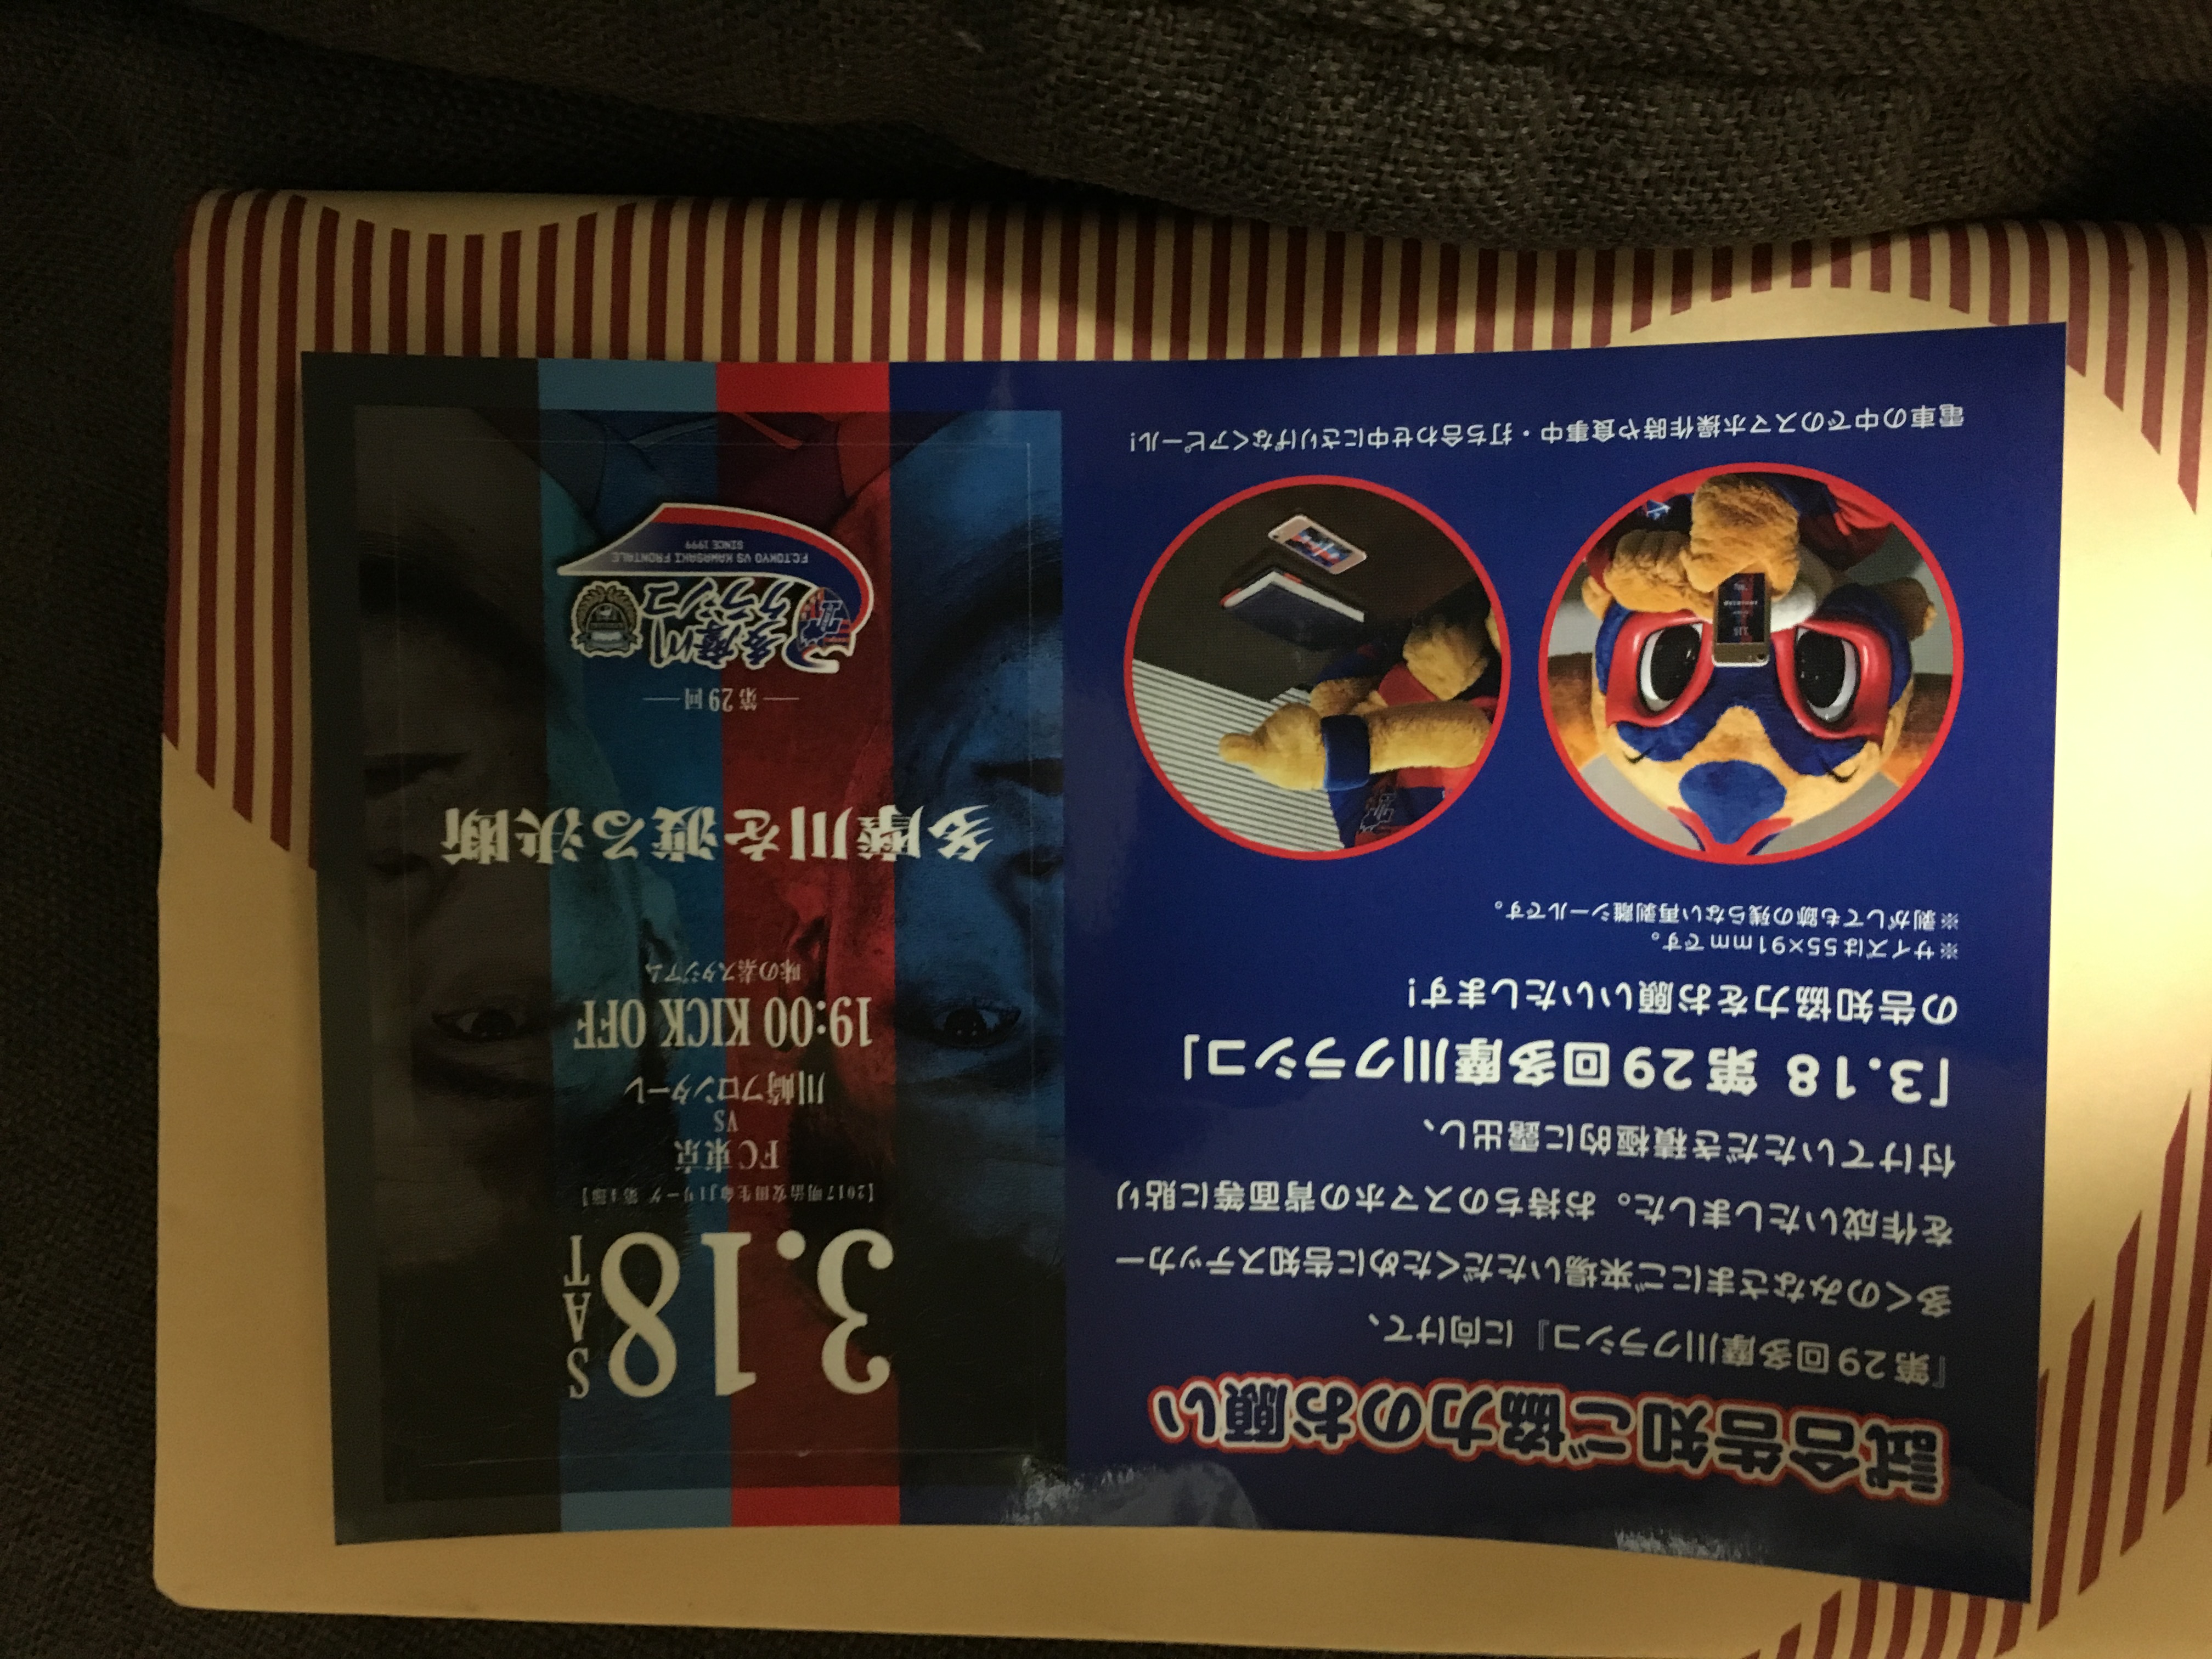 試合告知ご協力のお願い
『第29回多摩川クラシコ』に向けて、
多くのみなさまにご来場いただくために告知ステッカー
を作成いたしました。お持ちのスマホの背面等に貼り
付けていただき積極的に露出し、
「3.18 第29回多摩川クラシコ」
の告知協力をお願いいたします!
※サイズは55×91mmです。
※剥がしても跡の残らない再剥離シールです。
電車の中でのスマホ操作時や食事中・打ち合わせ中にさりげなくアピール!
3.18 SAT
【2017明治安田生命J1リーグ 第4節】
FC東京
VS
川崎フロンターレ
19:00 KICK OFF
味の素スタジアム
多摩川を渡る決断
第29回
多摩川
クラシコ
F.C.TOKYO VS KAWASAKI FRONTALE
SINCE 1999